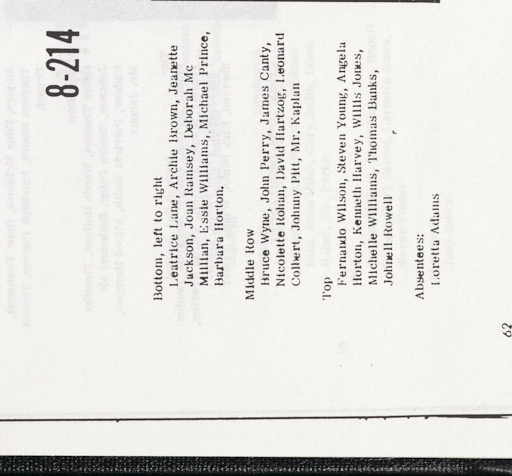 8-214
Bottom, left to right
Leatrice Lane, Archie Brown, Jeanette
Jackson, Joan Ramsey, Deborah Mc
Millian, Essie Williams, Michael Prince,
Barbara Horton.
Middle Row
Bruce Wyne, John Perry, James Canty,
Nicolette Rohan, David Hartzog, Leonard
Colbert, Johnny Pitt, Mr. Kaplan
Top
Fernando Wilson, Steven Young, Angela
Horton, Kenneth Harvey, Willis Jones,
Michelle Williams, Thomas Banks,
Johnell Rowell
Absentees:
Loretta Adams
62